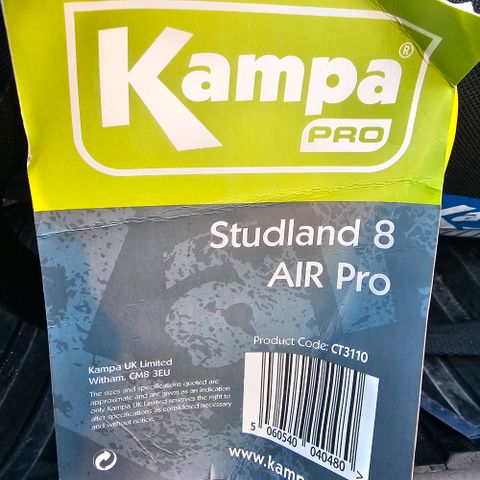 Kampa®
PRO
Studland 8
AIR Pro
Product Code: CT3110
Kampa UK Limited
Witham, CM8 3EU
The sizes and specifications quoted are
approximate and are given as an indication
only. Kampa UK Limited reserves the right to
alter specifications as considered necessary
and without notice.
5 060540 040480 >
www.kampa